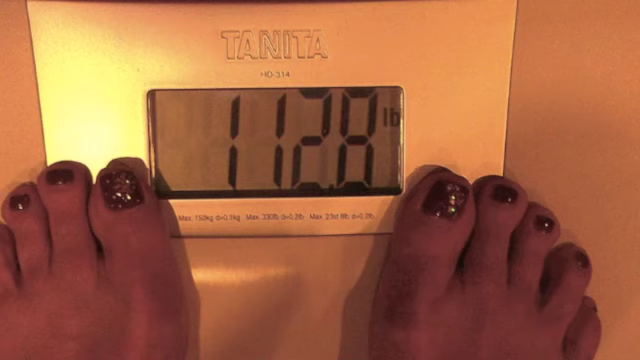 TANITA
HD-314
112.8 lb
Max. 150kg d=0.1kg Max. 330lb d=0.2lb Max. 23st 8lb d=0.2lb